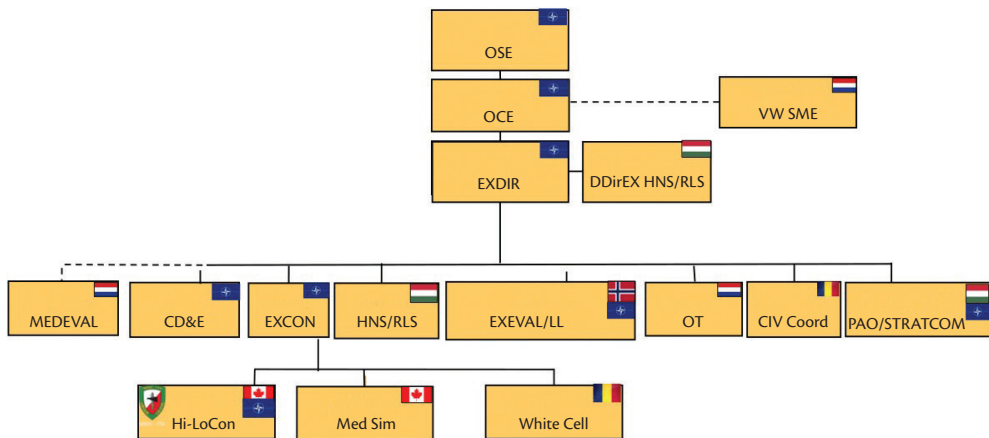 OSE
OCE
VW SME
EXDIR
DDirEX HNS/RLS
MEDEVAL
CD&E
EXCON
HNS/RLS
EXEVAL/LL
OT
CIV Coord
PAO/STRATCOM
Hi-LoCon
Med Sim
White Cell